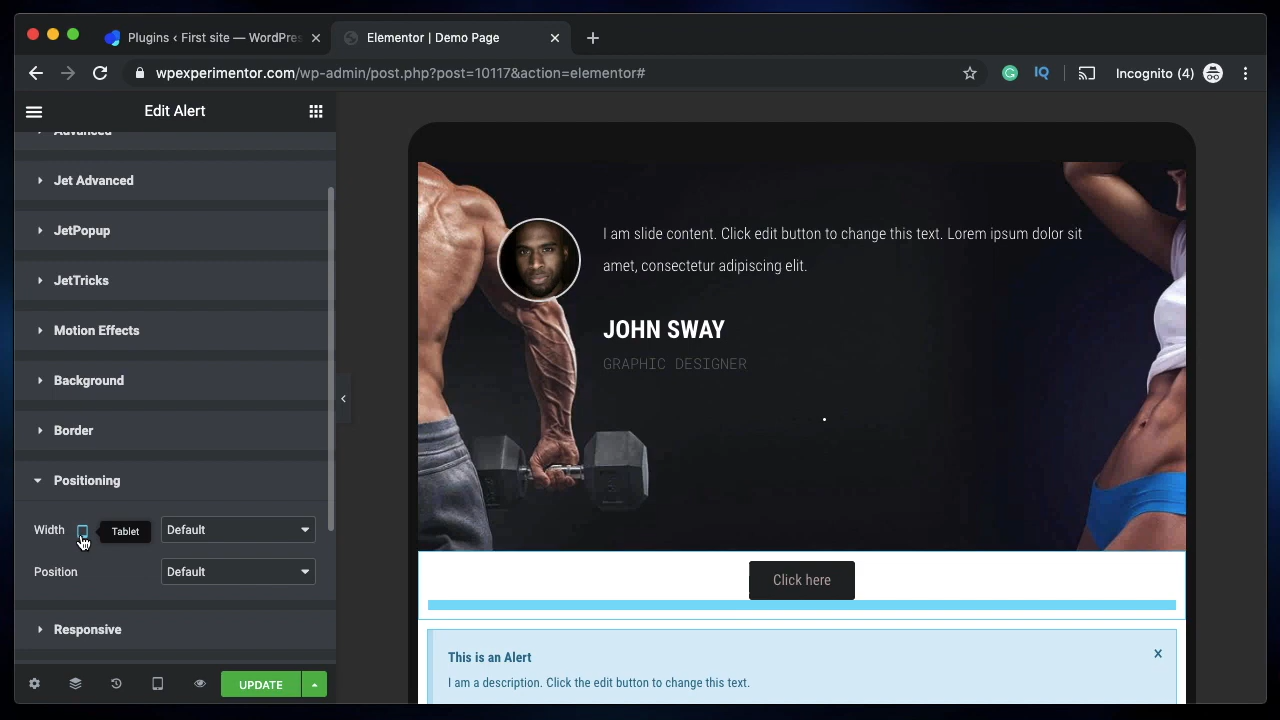 Plugins ‹ First site — WordPres
Elementor | Demo Page
wpexperimentor.com/wp-admin/post.php?post=10117&action=elementor#
IQ
Incognito (4)
Edit Alert
Advanced
Jet Advanced
JetPopup
JetTricks
Motion Effects
Background
Border
Positioning
Width
Tablet
Default
Position
Default
Responsive
UPDATE
I am slide content. Click edit button to change this text. Lorem ipsum dolor sit
amet, consectetur adipiscing elit.
JOHN SWAY
GRAPHIC DESIGNER
Click here
This is an Alert
I am a description. Click the edit button to change this text.